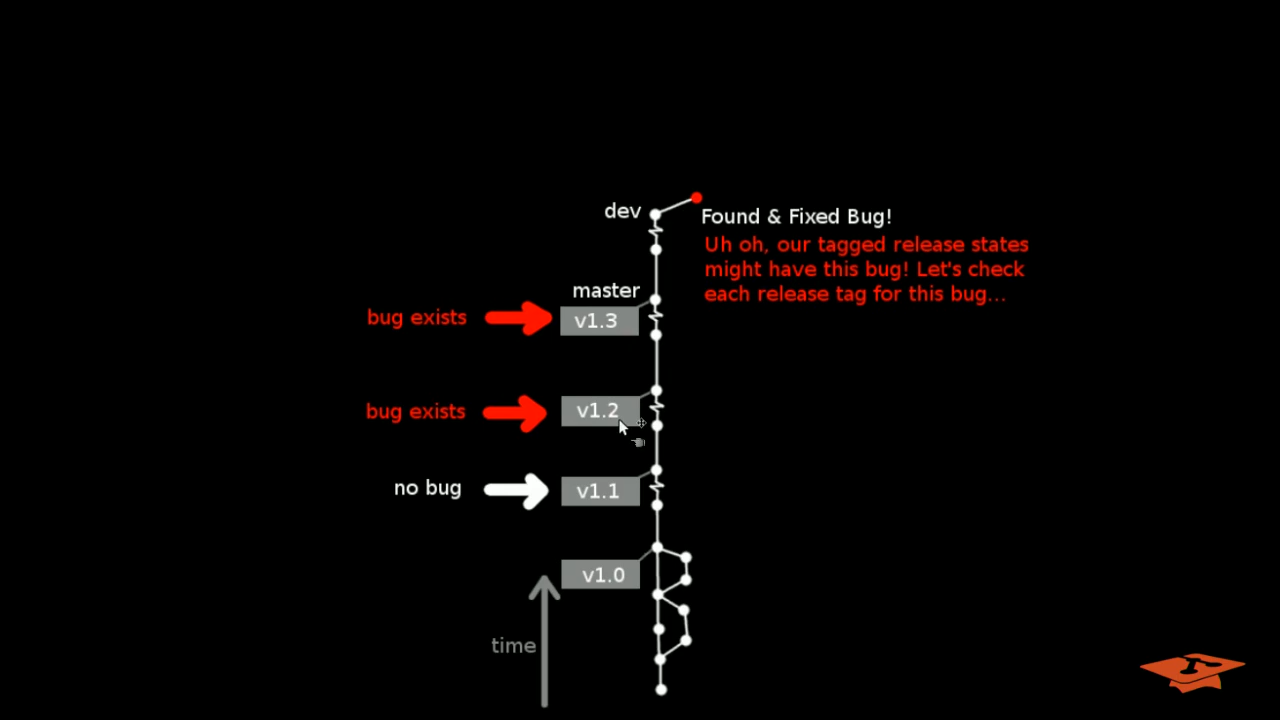 dev
Found & Fixed Bug!
Uh oh, our tagged release states
might have this bug! Let's check
each release tag for this bug...
master
bug exists
v1.3
bug exists
v1.2
no bug
v1.1
v1.0
time